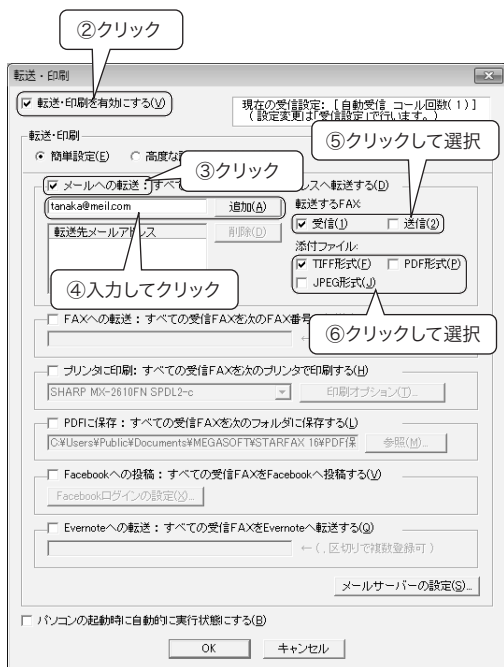 ②クリック
転送・印刷
転送・印刷を有効にする(V)
現在の受信設定: [自動受信 コール回数(1)]
(設定変更は「受信設定」で行います。)
⑤クリックして選択
転送・印刷
簡単設定(E)
高度な
③クリック
メールへの転送: すべて
レスへ転送する(D)
tanaka@meil.com
追加(A)
転送するFAX:
転送先メールアドレス
削除(D)
受信(1)
送信(2)
添付ファイル:
④入力してクリック
TIFF形式(F)
PDF形式(P)
JPEG形式(J)
⑥クリックして選択
FAXへの転送: すべての受信FAXを次のFAX番号
←
プリンタに印刷: すべての受信FAXを次のプリンタで印刷する(H)
SHARP MX-2610FN SPDL2-c
印刷オプション(T)...
PDFに保存: すべての受信FAXを次のフォルダに保存する(L)
C:¥Users¥Public¥Documents¥MEGASOFT¥STARFAX 16¥PDF保
参照(M)...
Facebookへの投稿: すべての受信FAXをFacebookへ投稿する(V)
Facebookログインの設定(X)...
Evernoteへの転送: すべての受信FAXをEvernoteへ転送する(Q)
←(,区切りで複数登録可)
メールサーバーの設定(S)...
パソコンの起動時に自動的に実行状態にする(B)
OK
キャンセル